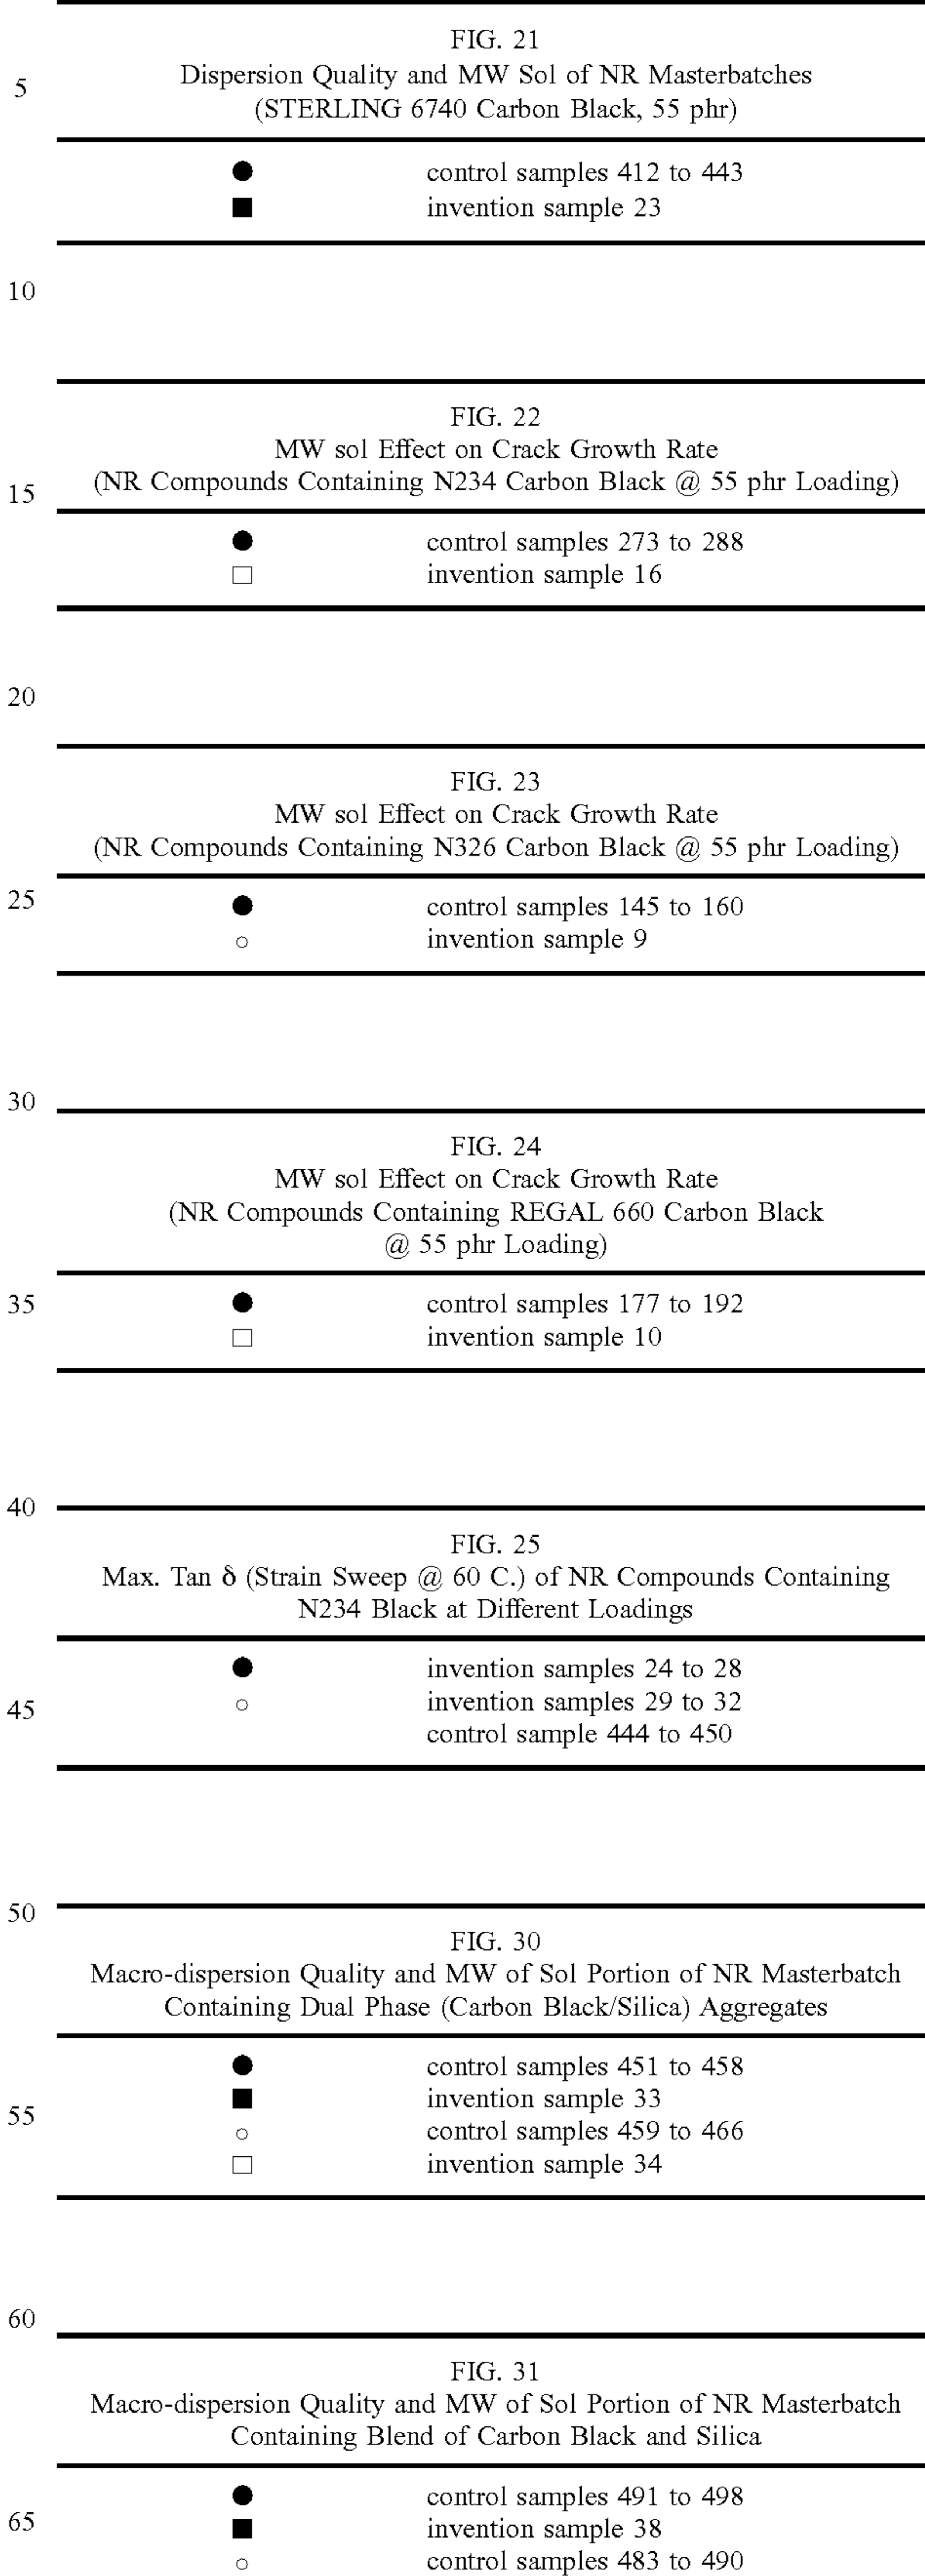 FIG. 21
5
Dispersion Quality and MW Sol of NR Masterbatches
(STERLING 6740 Carbon Black, 55 phr)
● control samples 412 to 443
■ invention sample 23
10
FIG. 22
MW sol Effect on Crack Growth Rate
15
(NR Compounds Containing N234 Carbon Black @ 55 phr Loading)
● control samples 273 to 288
□ invention sample 16
20
FIG. 23
MW sol Effect on Crack Growth Rate
(NR Compounds Containing N326 Carbon Black @ 55 phr Loading)
25
● control samples 145 to 160
○ invention sample 9
30
FIG. 24
MW sol Effect on Crack Growth Rate
(NR Compounds Containing REGAL 660 Carbon Black
@ 55 phr Loading)
35
● control samples 177 to 192
□ invention sample 10
40
FIG. 25
Max. Tan δ (Strain Sweep @ 60 C.) of NR Compounds Containing
N234 Black at Different Loadings
● invention samples 24 to 28
45
○ invention samples 29 to 32
control sample 444 to 450
50
FIG. 30
Macro-dispersion Quality and MW of Sol Portion of NR Masterbatch
Containing Dual Phase (Carbon Black/Silica) Aggregates
● control samples 451 to 458
■ invention sample 33
55
○ control samples 459 to 466
□ invention sample 34
60
FIG. 31
Macro-dispersion Quality and MW of Sol Portion of NR Masterbatch
Containing Blend of Carbon Black and Silica
● control samples 491 to 498
65
■ invention sample 38
○ control samples 483 to 490